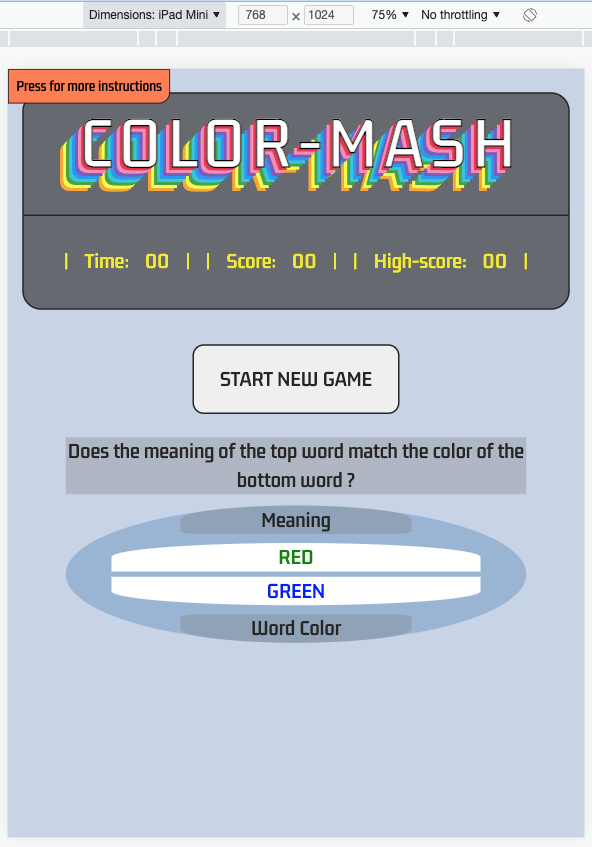 Dimensions: iPad Mini ▼ 768 × 1024 75% ▼ No throttling ▼
Press for more instructions
COLOR-MASH
| Time: 00 | | Score: 00 | | High-score: 00 |
START NEW GAME
Does the meaning of the top word match the color of the
bottom word ?
Meaning
RED
GREEN
Word Color